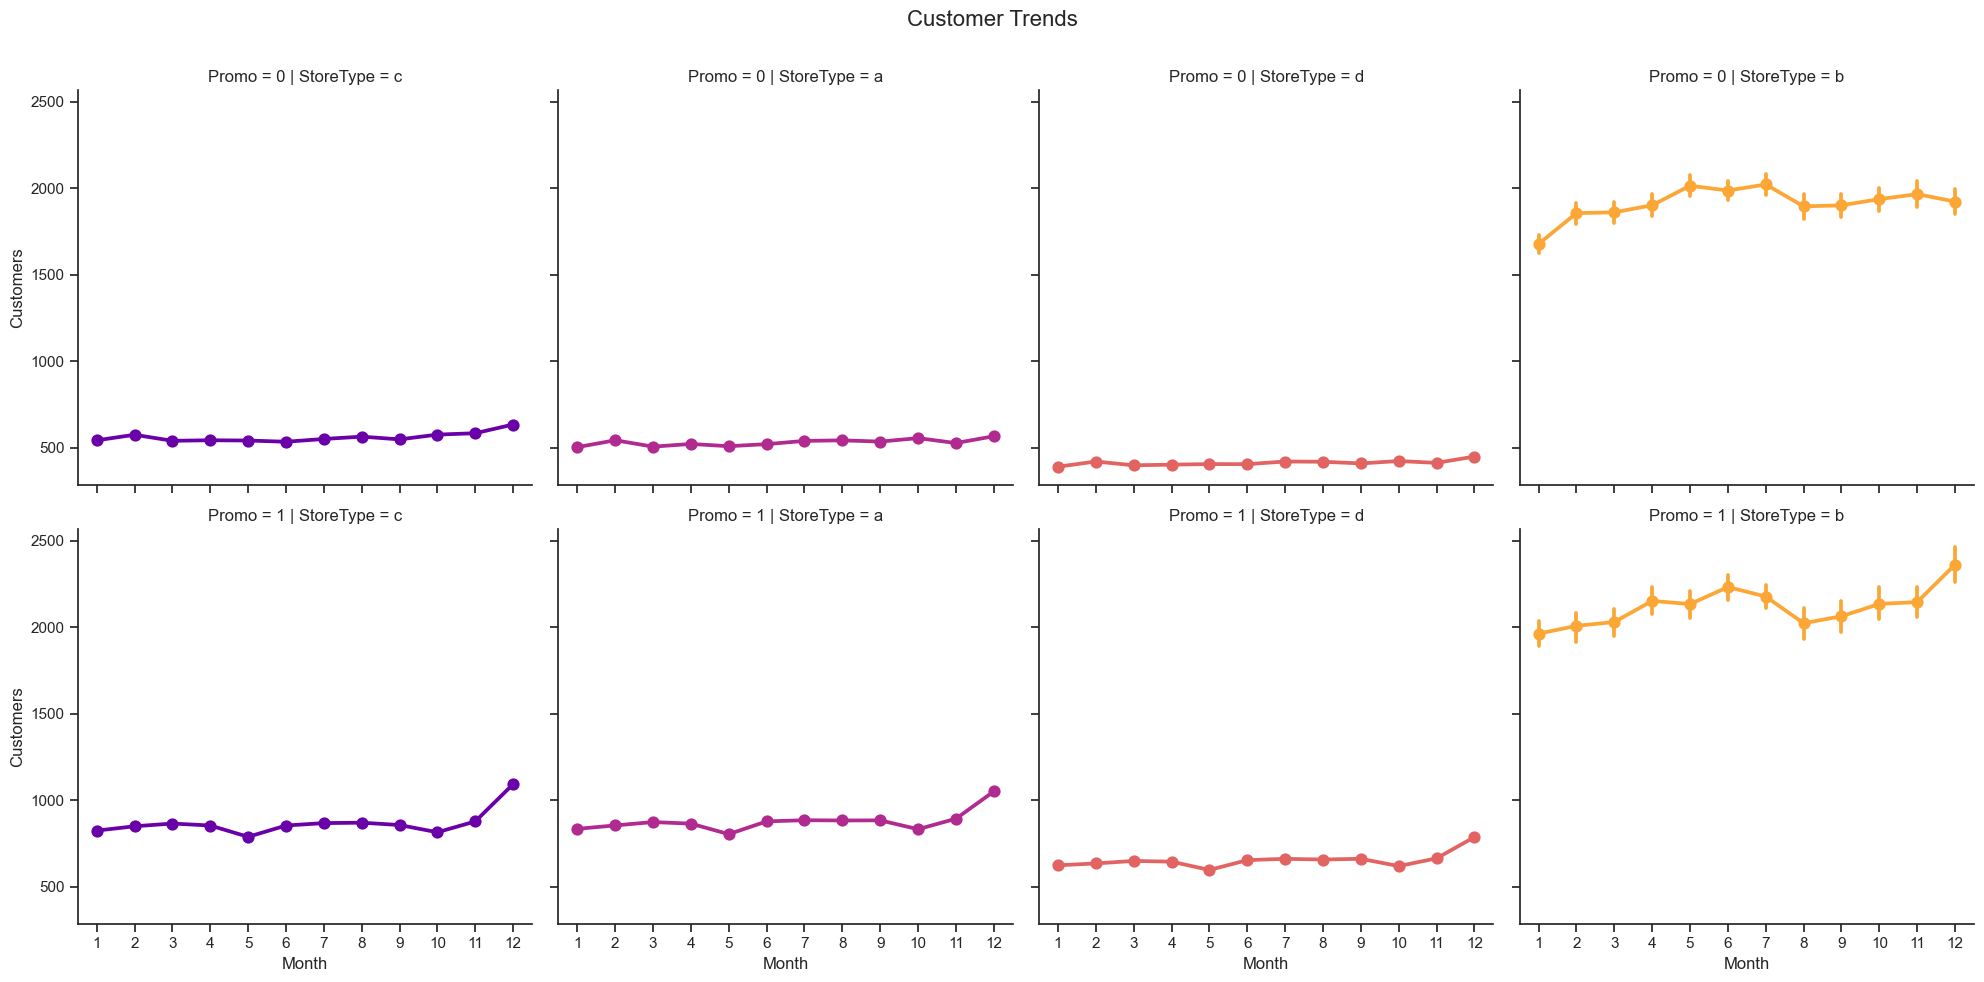 Customer Trends
Promo = 0 | StoreType = c
Promo = 0 | StoreType = a
Promo = 0 | StoreType = d
Promo = 0 | StoreType = b
2500
2000
1500
1000
500
Customers
Promo = 1 | StoreType = c
Promo = 1 | StoreType = a
Promo = 1 | StoreType = d
Promo = 1 | StoreType = b
2500
2000
1500
1000
500
Customers
1 2 3 4 5 6 7 8 9 10 11 12
1 2 3 4 5 6 7 8 9 10 11 12
1 2 3 4 5 6 7 8 9 10 11 12
1 2 3 4 5 6 7 8 9 10 11 12
Month
Month
Month
Month